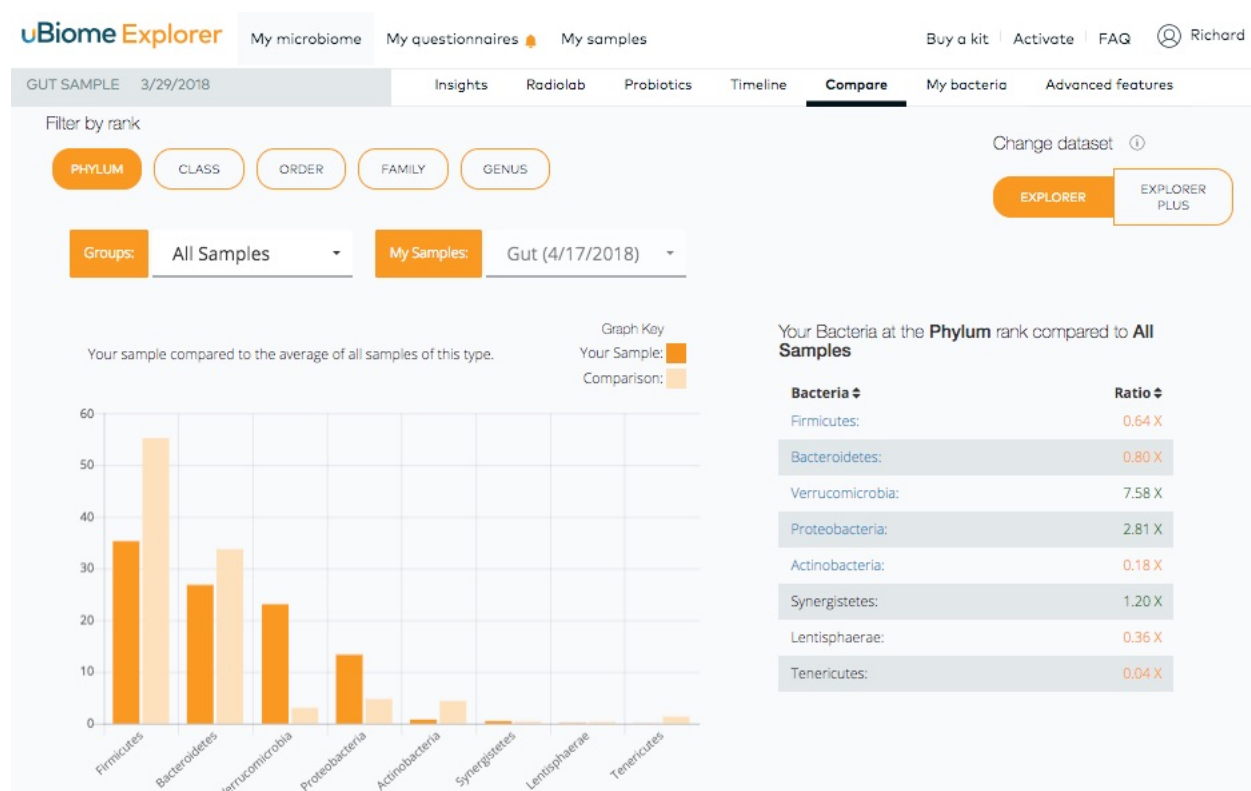 uBiome Explorer
My microbiome
My questionnaires
My samples
Buy a kit
Activate
FAQ
Richard
GUT SAMPLE 3/29/2018
Insights
Radiolab
Probiotics
Timeline
Compare
My bacteria
Advanced features
Filter by rank
PHYLUM
CLASS
ORDER
FAMILY
GENUS
Change dataset
EXPLORER
EXPLORER
PLUS
Groups:
All Samples
My Samples:
Gut (4/17/2018)
Your sample compared to the average of all samples of this type.
Graph Key
Your Sample:
Comparison:
60
50
40
30
20
10
0
Firmicutes
Bacteroidetes
Verrucomicrobia
Proteobacteria
Actinobacteria
Synergistetes
Lentisphaerae
Tenericutes
Your Bacteria at the Phylum rank compared to All
Samples
Bacteria Ratio
Firmicutes: 0.64 X
Bacteroidetes: 0.80 X
Verrucomicrobia: 7.58 X
Proteobacteria: 2.81 X
Actinobacteria: 0.18 X
Synergistetes: 1.20 X
Lentisphaerae: 0.36 X
Tenericutes: 0.04 X